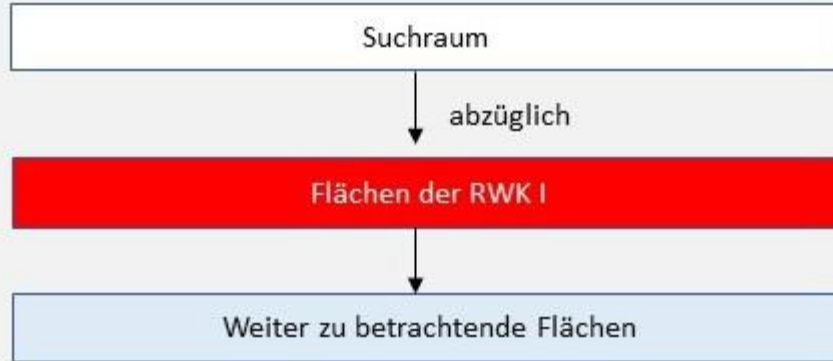 Suchraum
abzüglich
Flächen der RWK I
Weiter zu betrachtende Flächen